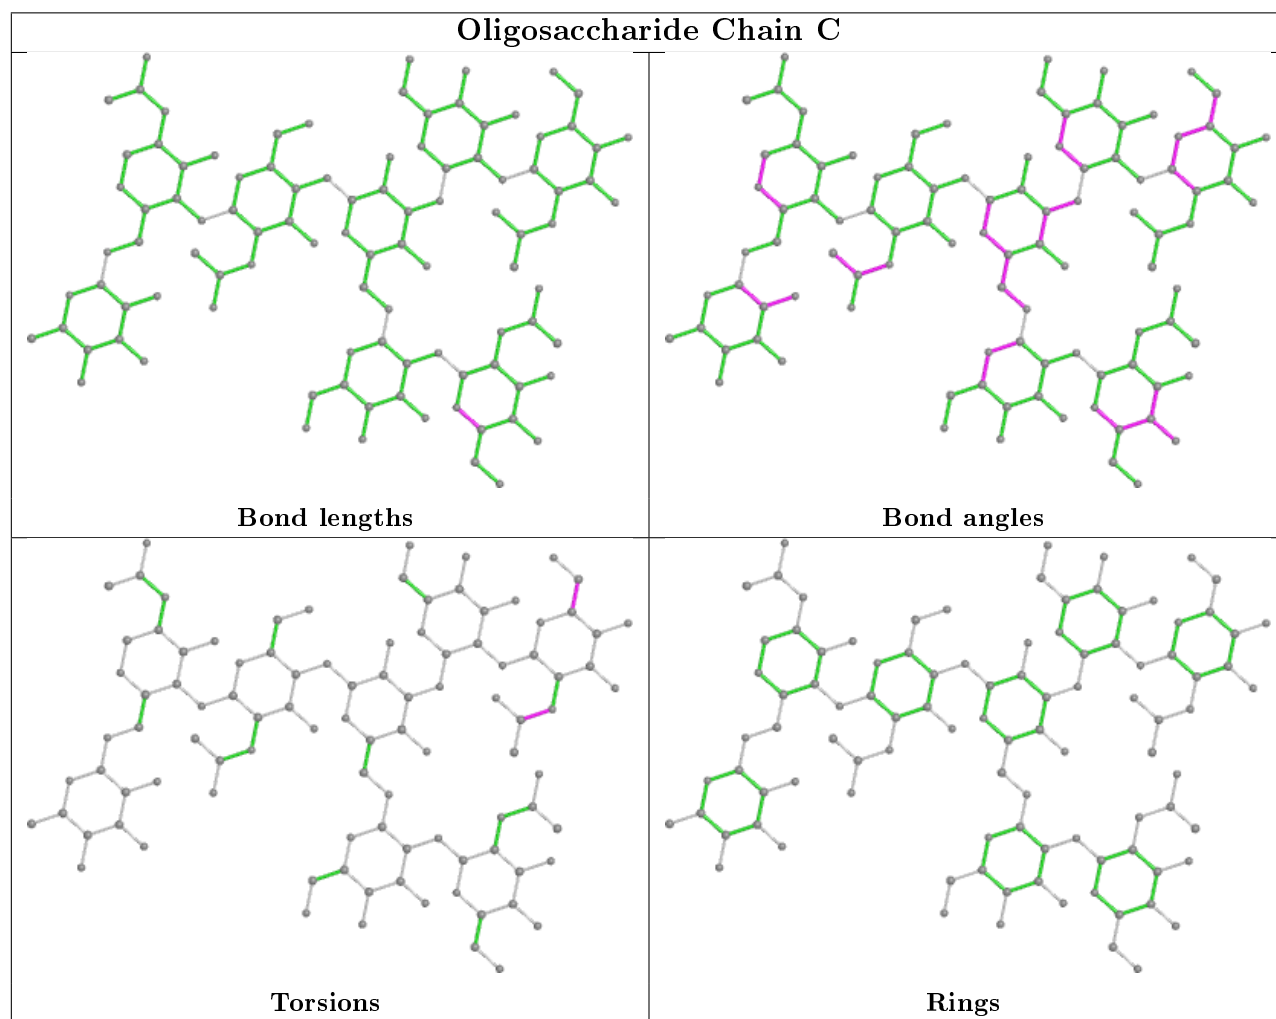 Oligosaccharide Chain C
Bond lengths
Bond angles
Torsions
Rings